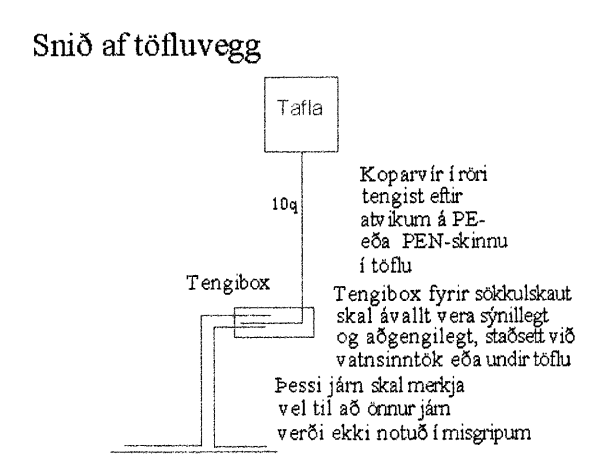 Snið af töfluvegg
Tafla
Koparvír í röri
tengist eftir
10q
atvikum á PE-
eða PEN-skinnu
í töflu
Tengibox
Tengibox fyrir sökkulskaut
skal ávallt vera sýnillegt
og aðgengilegt, staðsett við
vatnsinntök eða undir töflu
Þessi járn skal merkja
vel til að önnur járn
verði ekki notuð í misgripum